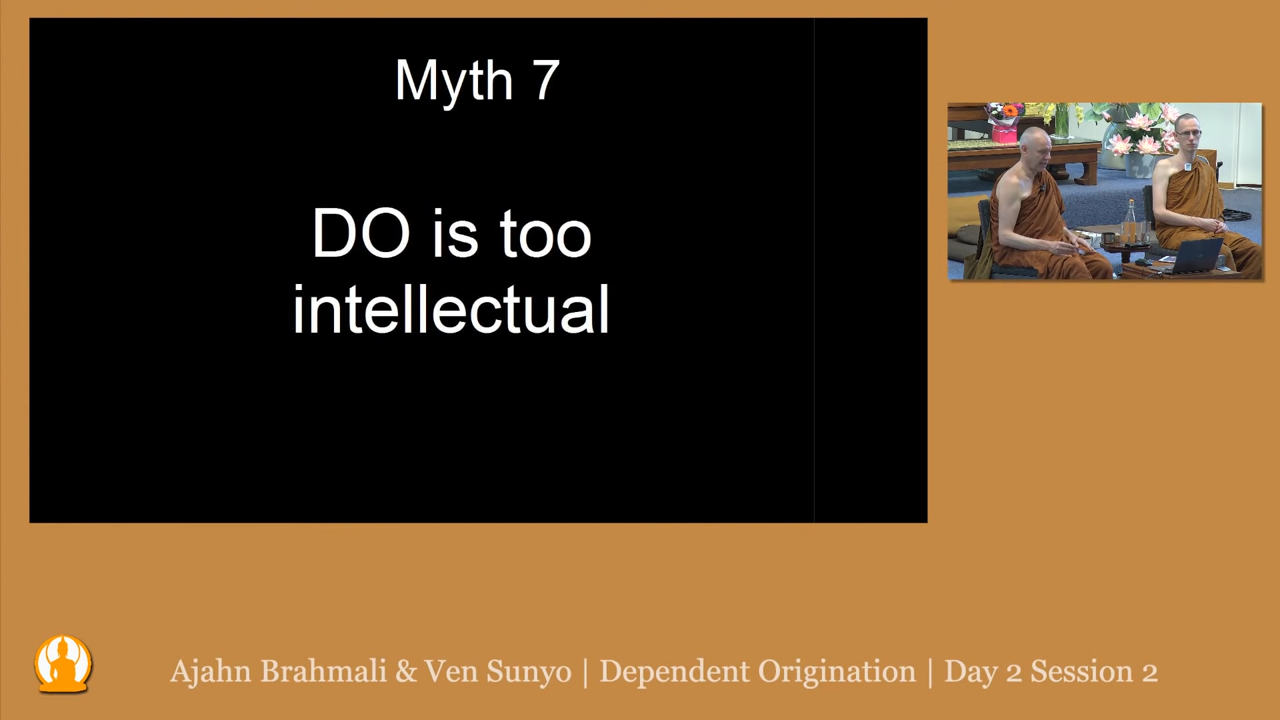 Myth 7
DO is too
intellectual
Ajahn Brahmali & Ven Sunyo | Dependent Origination | Day 2 Session 2